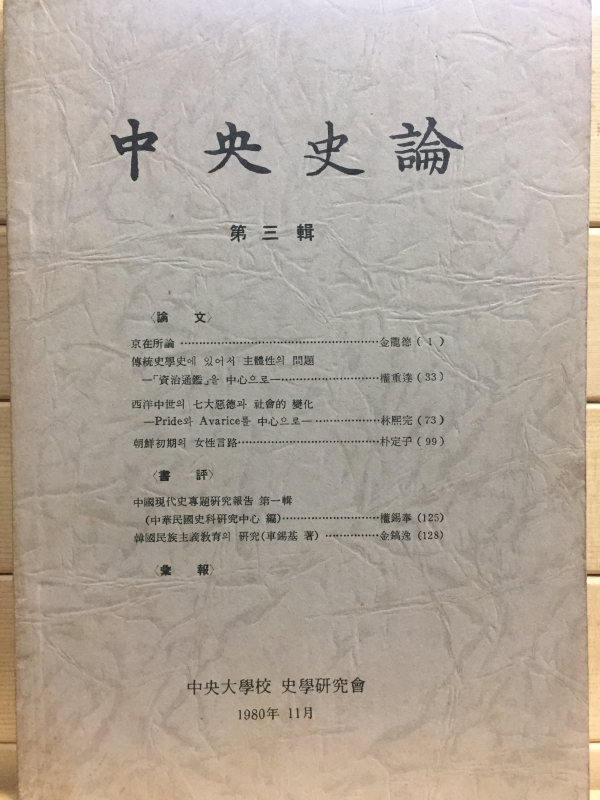 中央史論
第三輯
〈論 文〉
京在所論 ……………………………………………金龍德 ( 1 )
傳統史學史에 있어서 主體性의 問題
—「資治通鑑」을 中心으로—……………………權重達 ( 33 )
西洋中世의 七大惡德과 社會的 變化
—Pride와 Avarice를 中心으로— …………林熙完 ( 73 )
朝鮮初期의 女性言路……………………………朴定子 ( 99 )
〈書 評〉
中國現代史專題研究報告 第一輯
(中華民國史科研究中心 編)……………………權錫奉 (125)
韓國民族主義敎育의 研究(車錫基 著) …………金鎬逸 (128)
〈彙 報〉
中央大學校 史學研究會
1980年 11月